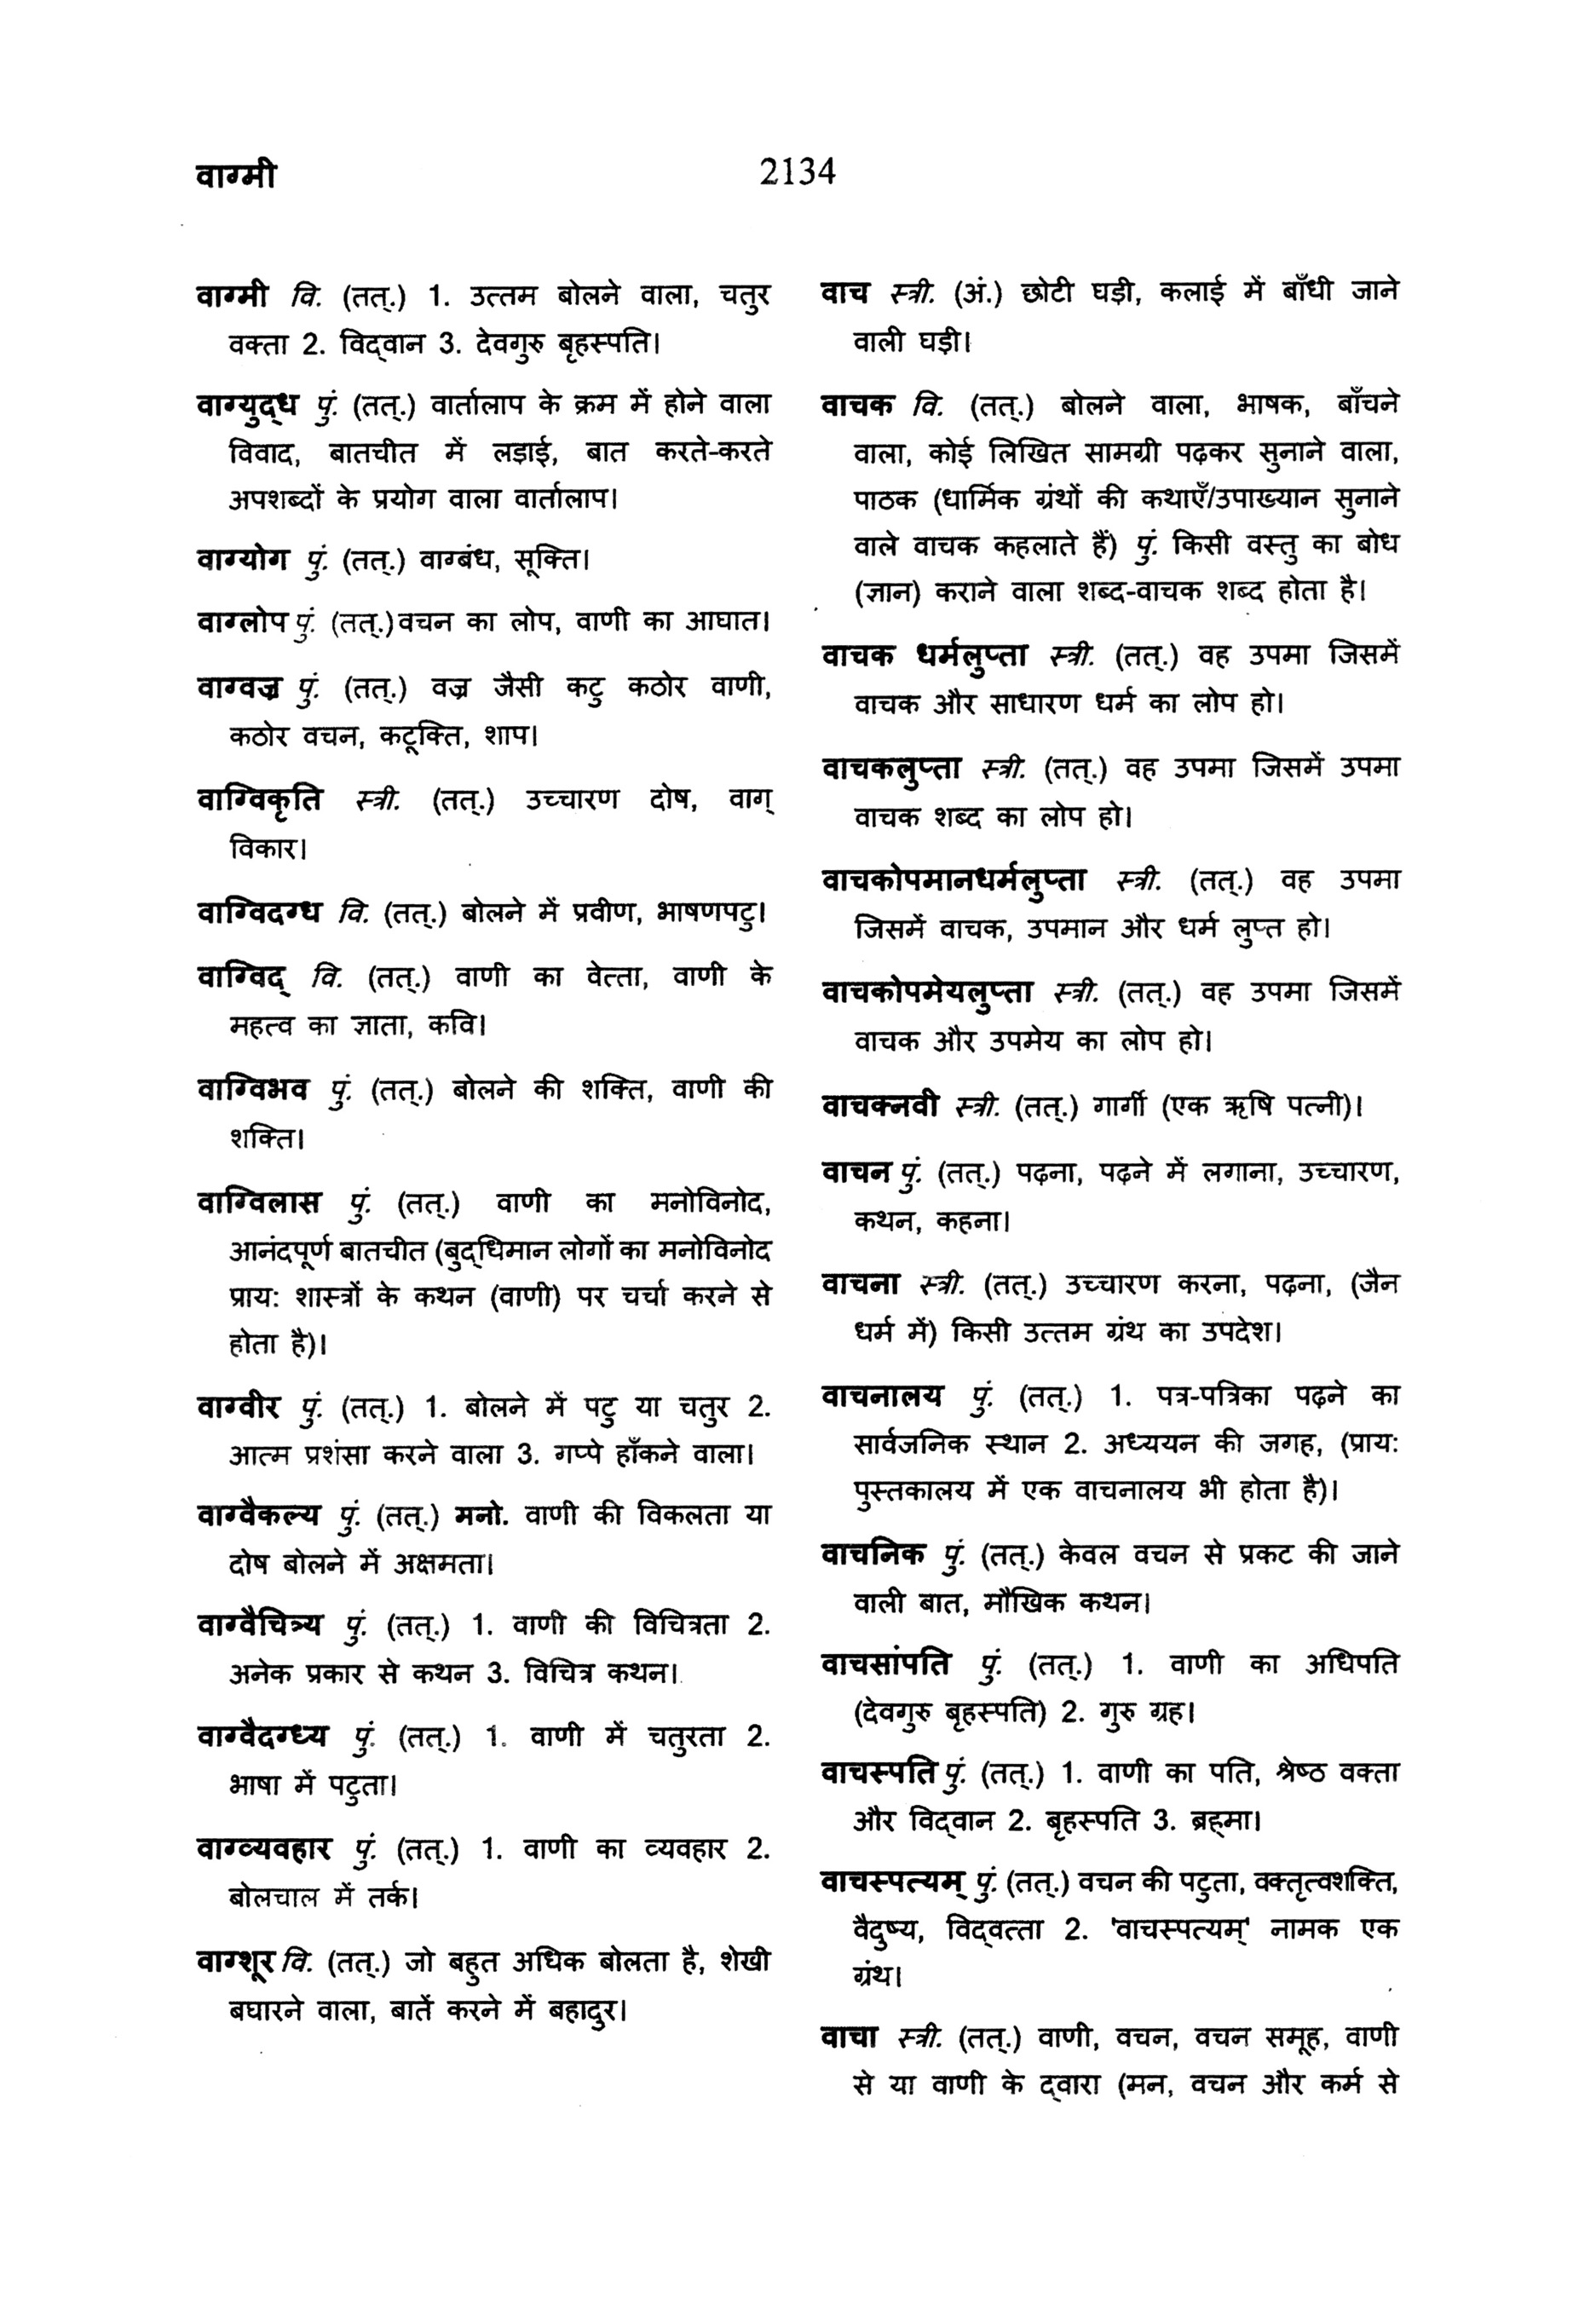 वाग्मी
2134
वाग्मी वि. (तत्.) 1. उत्तम बोलने वाला, चतुर
वक्ता 2. विद्‌वान 3. देवगुरु बृहस्पति।
वाग्युद्‌ध पुं. (तत्.) वार्तालाप के क्रम में होने वाला
विवाद, बातचीत में लड़ाई, बात करते-करते
अपशब्दों के प्रयोग वाला वार्तालाप।
वाग्योग पुं. (तत्.) वाग्बंध, सूक्ति।
वाग्लोप पुं. (तत्.) वचन का लोप, वाणी का आघात।
वाग्वज्र पुं. (तत्.) वज्र जैसी कटु कठोर वाणी,
कठोर वचन, कटूक्ति, शाप।
वाग्विकृति स्त्री. (तत्.) उच्चारण दोष, वाग्
विकार।
वाग्विदग्ध वि. (तत्.) बोलने में प्रवीण, भाषणपटु।
वाग्विद् वि. (तत्.) वाणी का वेत्ता, वाणी के
महत्व का ज्ञाता, कवि।
वाग्विभव पुं. (तत्.) बोलने की शक्ति, वाणी की
शक्ति।
वाग्विलास पुं. (तत्.) वाणी का मनोविनोद,
आनंदपूर्ण बातचीत (बुद्‌धिमान लोगों का मनोविनोद
प्राय: शास्त्रों के कथन (वाणी) पर चर्चा करने से
होता है)।
वाग्वीर पुं. (तत्.) 1. बोलने में पटु या चतुर 2.
आत्म प्रशंसा करने वाला 3. गप्पे हाँकने वाला।
वाग्वैकल्य पुं. (तत्.) मनो. वाणी की विकलता या
दोष बोलने में अक्षमता।
वाग्वैचित्र्य पुं. (तत्.) 1. वाणी की विचित्रता 2.
अनेक प्रकार से कथन 3. विचित्र कथन।
वाग्वैदग्ध्य पुं. (तत्.) 1. वाणी में चतुरता 2.
भाषा में पटुता।
वाग्व्यवहार पुं. (तत्.) 1. वाणी का व्यवहार 2.
बोलचाल में तर्क।
वाग्शूर वि. (तत्.) जो बहुत अधिक बोलता है, शेखी
बघारने वाला, बातें करने में बहादुर।
वाच स्त्री. (अं.) छोटी घड़ी, कलाई में बाँधी जाने
वाली घड़ी।
वाचक वि. (तत्.) बोलने वाला, भाषक, बाँचने
वाला, कोई लिखित सामग्री पढ़कर सुनाने वाला,
पाठक (धार्मिक ग्रंथों की कथाएँ/उपाख्यान सुनाने
वाले वाचक कहलाते हैं) पुं. किसी वस्तु का बोध
(ज्ञान) कराने वाला शब्द-वाचक शब्द होता है।
वाचक धर्मलुप्ता स्त्री. (तत्.) वह उपमा जिसमें
वाचक और साधारण धर्म का लोप हो।
वाचकलुप्ता स्त्री. (तत्.) वह उपमा जिसमें उपमा
वाचक शब्द का लोप हो।
वाचकोपमानधर्मलुप्ता स्त्री. (तत्.) वह उपमा
जिसमें वाचक, उपमान और धर्म लुप्त हो।
वाचकोपमेयलुप्ता स्त्री. (तत्.) वह उपमा जिसमें
वाचक और उपमेय का लोप हो।
वाचक्नवी स्त्री. (तत्.) गार्गी (एक ऋषि पत्नी)।
वाचन पुं. (तत्.) पढ़ना, पढ़ने में लगाना, उच्चारण,
कथन, कहना।
वाचना स्त्री. (तत्.) उच्चारण करना, पढ़ना, (जैन
धर्म में) किसी उत्तम ग्रंथ का उपदेश।
वाचनालय पुं. (तत्.) 1. पत्र-पत्रिका पढ़ने का
सार्वजनिक स्थान 2. अध्ययन की जगह, (प्राय:
पुस्तकालय में एक वाचनालय भी होता है)।
वाचनिक पुं. (तत्.) केवल वचन से प्रकट की जाने
वाली बात, मौखिक कथन।
वाचसांपति पुं. (तत्.) 1. वाणी का अधिपति
(देवगुरु बृहस्पति) 2. गुरु ग्रह।
वाचस्पति पुं. (तत्.) 1. वाणी का पति, श्रेष्ठ वक्ता
और विद्‌वान 2. बृहस्पति 3. ब्रह्‌मा।
वाचस्पत्यम् पुं. (तत्.) वचन की पटुता, वक्तृत्वशक्ति,
वैदुष्य, विद्‌वत्ता 2. 'वाचस्पत्यम्' नामक एक
ग्रंथ।
वाचा स्त्री. (तत्.) वाणी, वचन, वचन समूह, वाणी
से या वाणी के द्‌वारा (मन, वचन और कर्म से